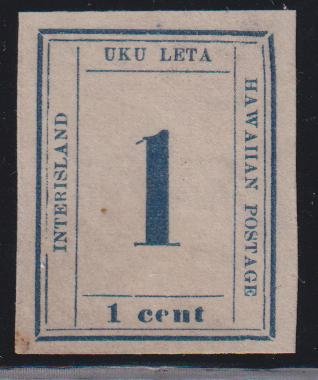 UKU LETA
INTERISLAND
HAWAIIAN POSTAGE
1
1 cent